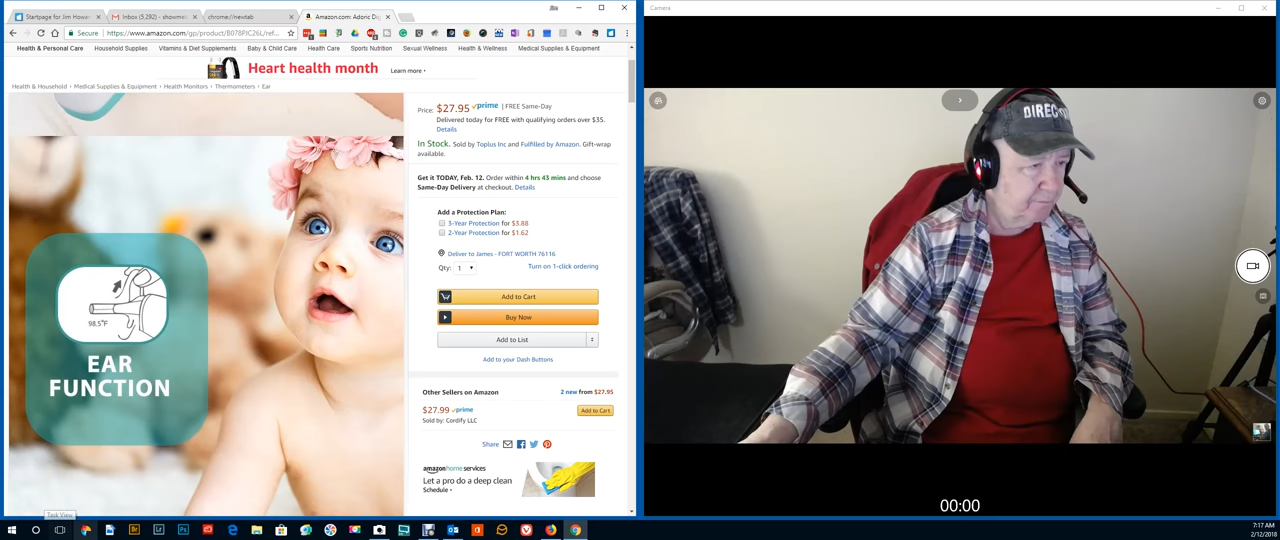 Startpage for Jim Howa
Inbox (5,292) - showme
chrome://newtab
Amazon.com: Adoric Di
Secure
https://www.amazon.com/gp/product/B078PJC26L/ref...
Health & Personal Care
Household Supplies
Vitamins & Diet Supplements
Baby & Child Care
Health Care
Sports Nutrition
Sexual Wellness
Health & Wellness
Medical Supplies & Equipment
Heart health month
Learn more ›
Health & Household › Medical Supplies & Equipment › Health Monitors › Thermometers › Ear
98.5°F
EAR
FUNCTION
Price: $27.95 prime | FREE Same-Day
Delivered today for FREE with qualifying orders over $35.
Details
In Stock. Sold by Toplus Inc and Fulfilled by Amazon. Gift-wrap
available.
Get it TODAY, Feb. 12. Order within 4 hrs 43 mins and choose
Same-Day Delivery at checkout. Details
Add a Protection Plan:
3-Year Protection for $3.88
2-Year Protection for $1.62
Deliver to James - FORT WORTH 76116
Qty: 1
Turn on 1-click ordering
Add to Cart
Buy Now
Add to List
Add to your Dash Buttons
Other Sellers on Amazon
2 new from $27.95
$27.99 prime
Add to Cart
Sold by: Cordify LLC
Share
amazon home services
Let a pro do a deep clean
Schedule ›
Task View
Camera
DIREC
00:00
Br
Lr
Ps
7:17 AM
2/12/2018